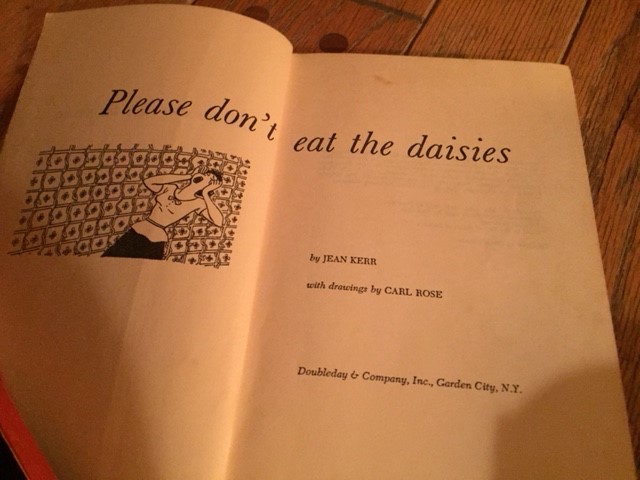 Please don't eat the daisies
by JEAN KERR
with drawings by CARL ROSE
Doubleday & Company, Inc., Garden City, N.Y.